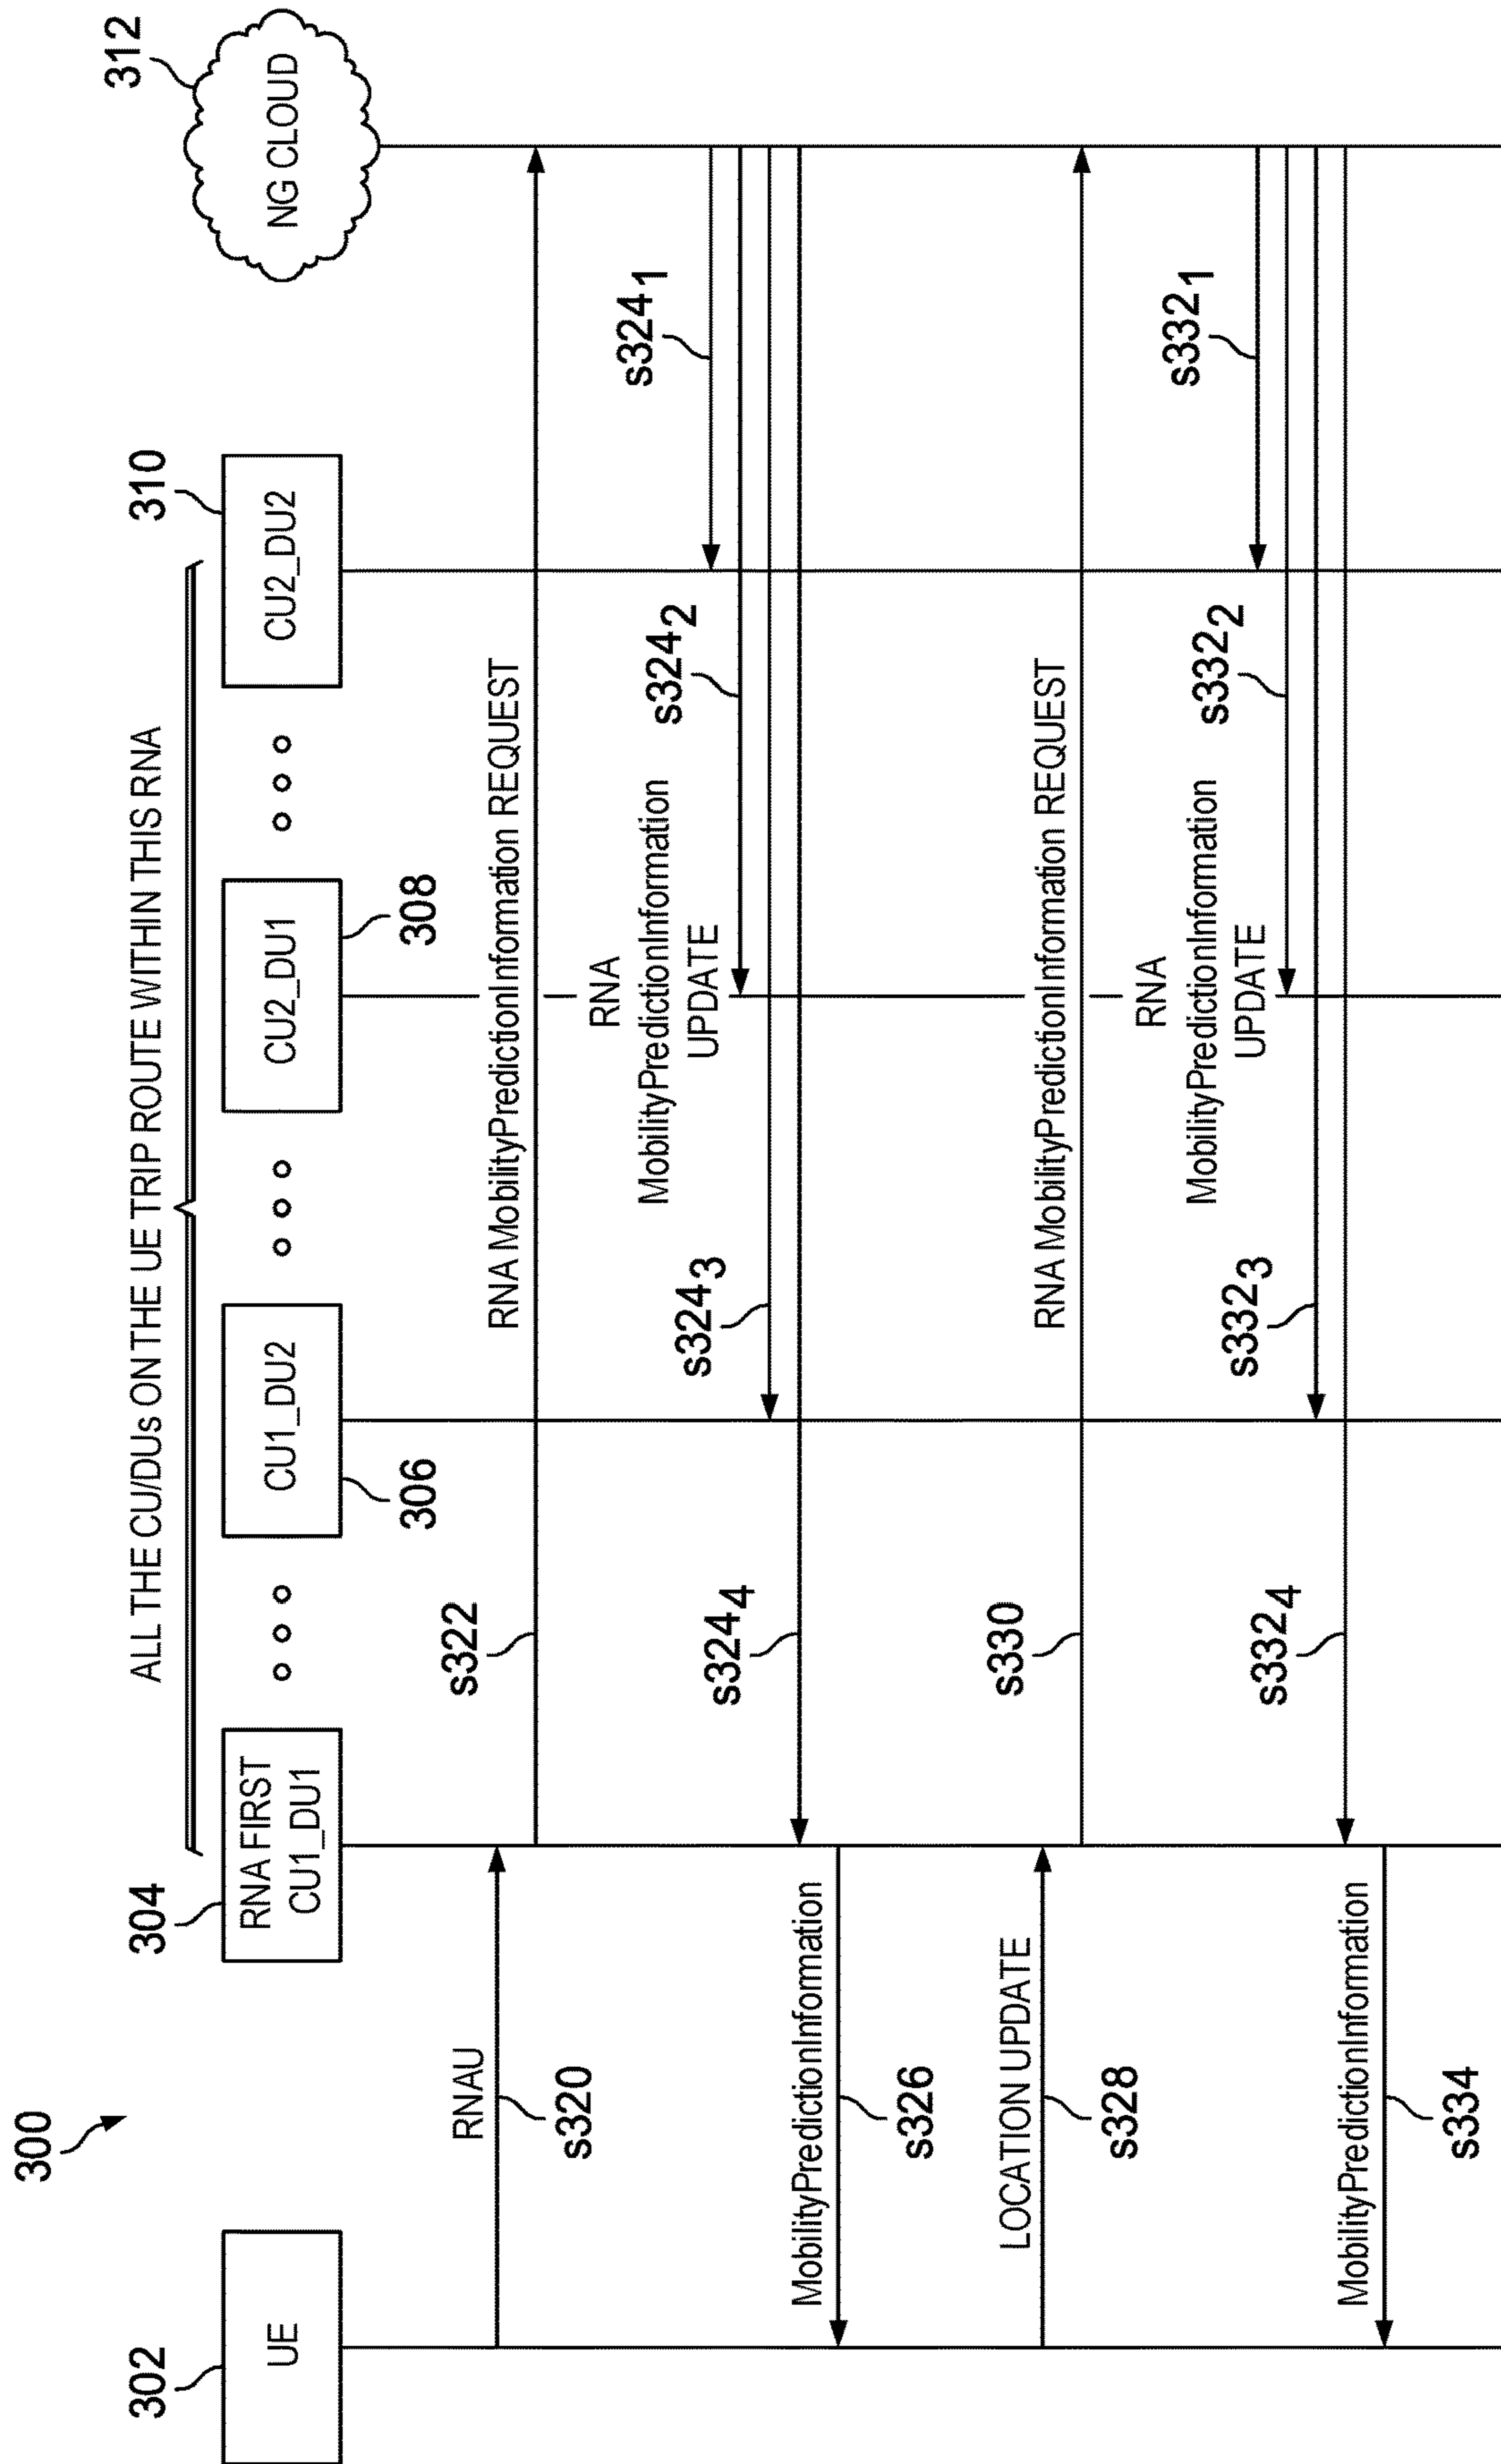 300
ALL THE CU/DUs ON THE UE TRIP ROUTE WITHIN THIS RNA
302
UE
304
RNA FIRST
CU1_DU1
306
CU1_DU2
308
CU2_DU1
310
CU2_DU2
312
NG CLOUD
RNAU
s320
s322
RNA MobilityPredictionInformation REQUEST
s324₁
s324₂
s324₃
s324₄
RNA
MobilityPredictionInformation
UPDATE
MobilityPredictionInformation
s326
LOCATION UPDATE
s328
s330
RNA MobilityPredictionInformation REQUEST
s332₁
s332₂
s332₃
s332₄
RNA
MobilityPredictionInformation
UPDATE
MobilityPredictionInformation
s334